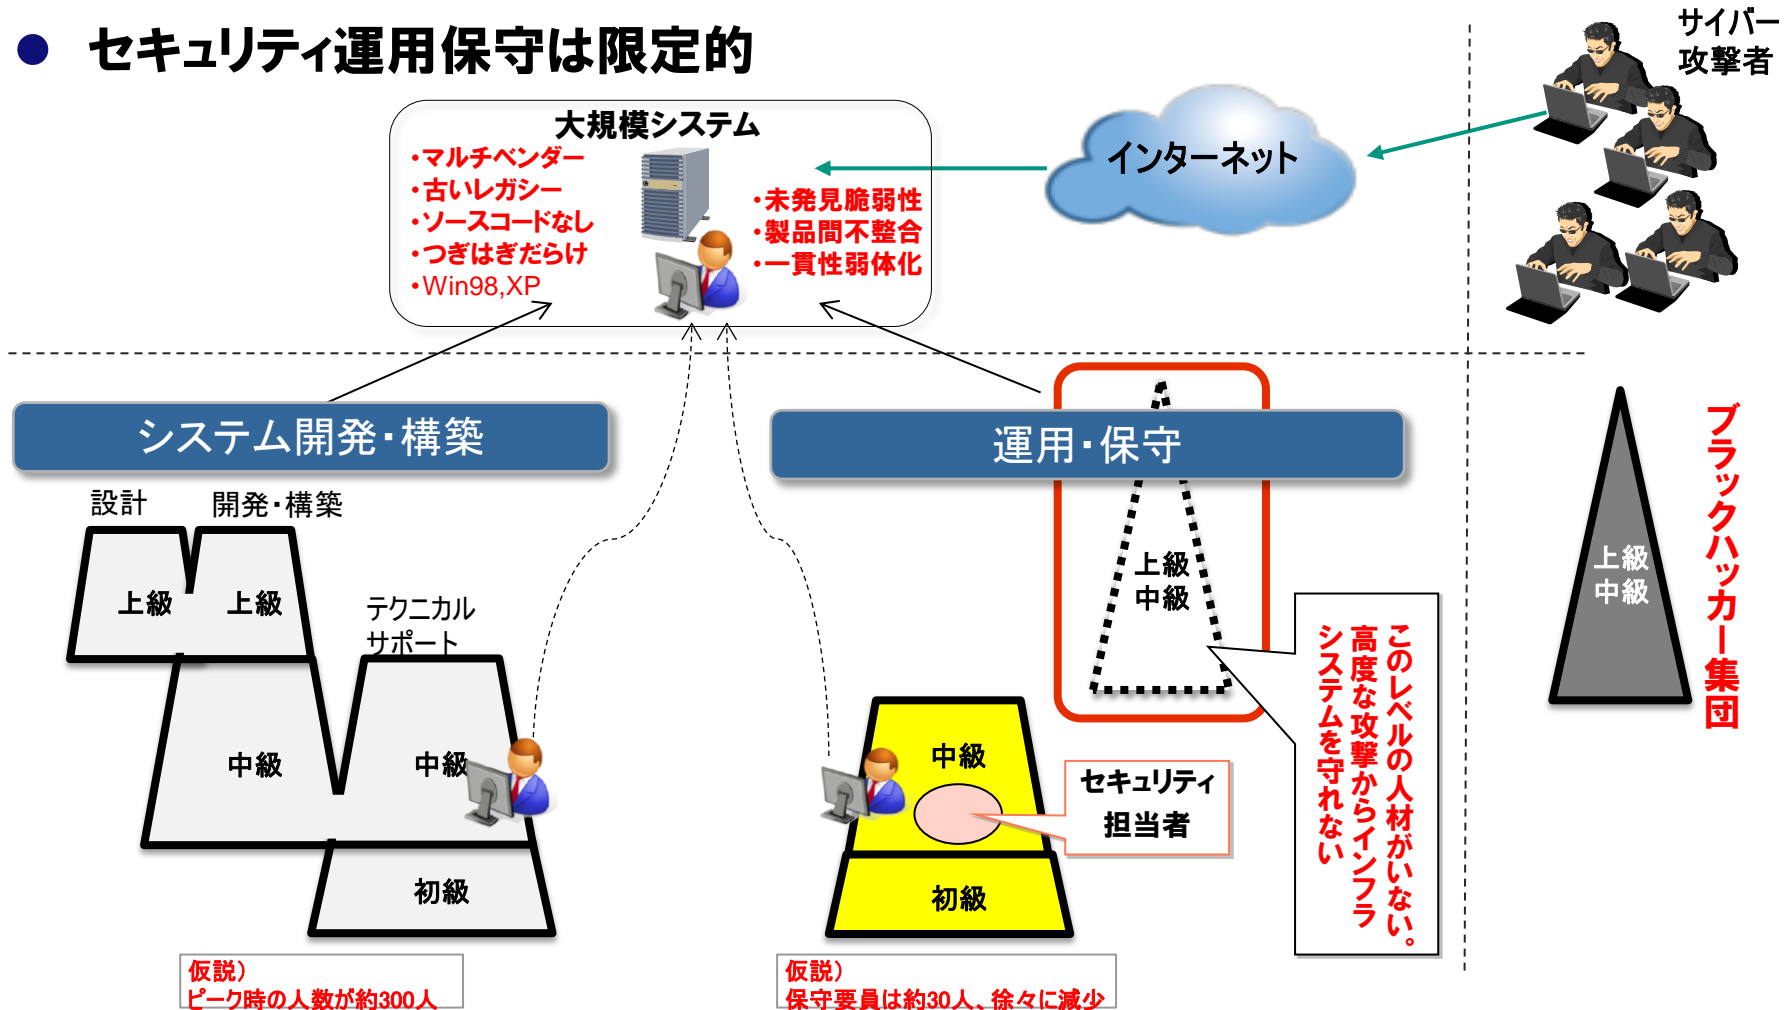 ● セキュリティ運用保守は限定的
サイバー
攻撃者
大規模システム
・マルチベンダー
・古いレガシー
・ソースコードなし
・つぎはぎだらけ
・Win98,XP
・未発見脆弱性
・製品間不整合
・一貫性弱体化
インターネット
システム開発・構築
運用・保守
設計
開発・構築
上級
上級
テクニカル
サポート
中級
中級
初級
仮説）
ピーク時の人数が約300人
上級
中級
中級
セキュリティ
担当者
初級
仮説）
保守要員は約30人、徐々に減少
このレベルの人材がいない。
高度な攻撃からインフラ
システムを守れない
上級
中級
ブラックハッカー集団